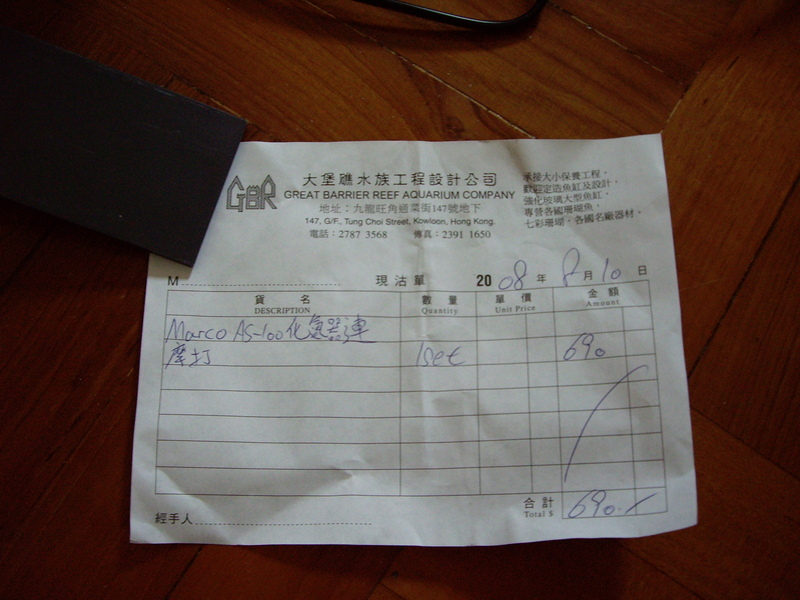 GBR
大堡礁水族工程設計公司
GREAT BARRIER REEF AQUARIUM COMPANY
地址：九龍旺角通菜街147號地下
147, G/F., Tung Choi Street, Kowloon, Hong Kong.
電話：2787 3568 傳真：2391 1650
承接大小保養工程，
歡迎定造魚缸及設計，
強化玻璃大型魚缸，
專營各國珊瑚魚，
七彩珊瑚，各國名廠器材，
M 現沽單 2008年8月10日
貨名 數量 單價 金額
DESCRIPTION Quantity Unit Price Amount
Marco AS-100化氮器連
摩打 1set 690
合計 690.
Total $
經手人